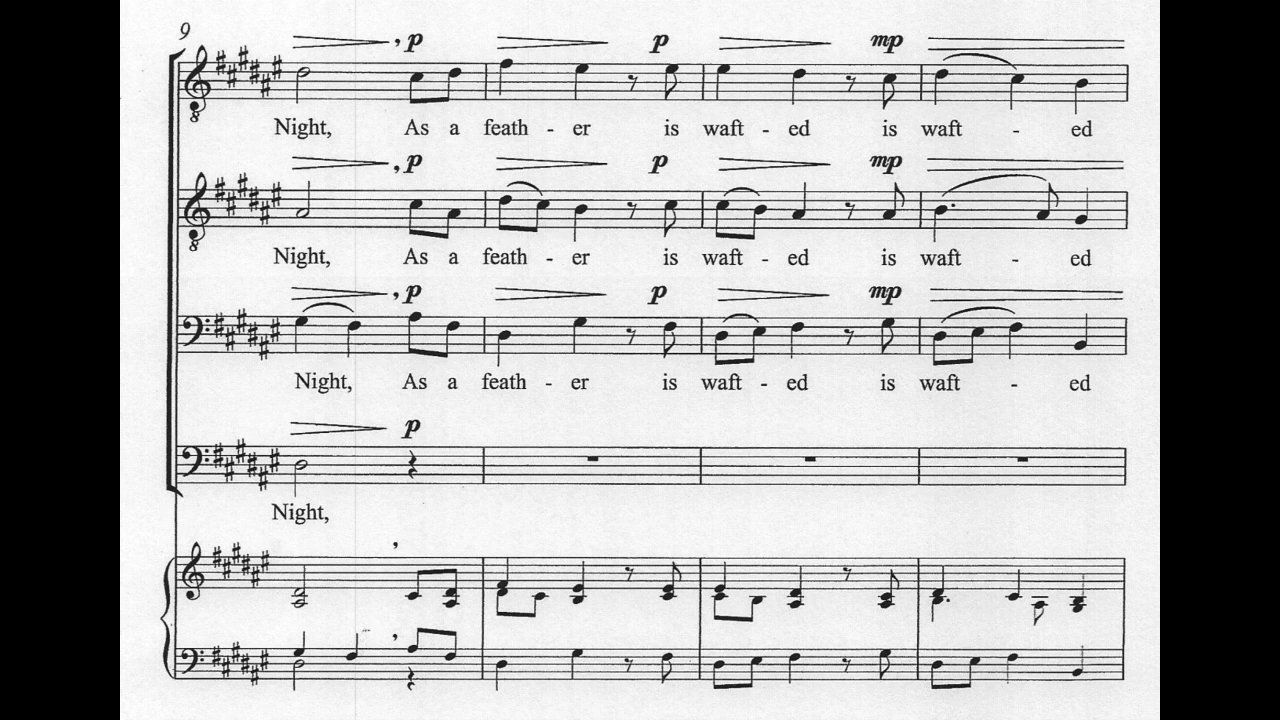 9
p p mp
Night, As a feath - er is waft - ed is waft - ed
p p mp
Night, As a feath - er is waft - ed is waft - ed
p p mp
Night, As a feath - er is waft - ed is waft - ed
p
Night,